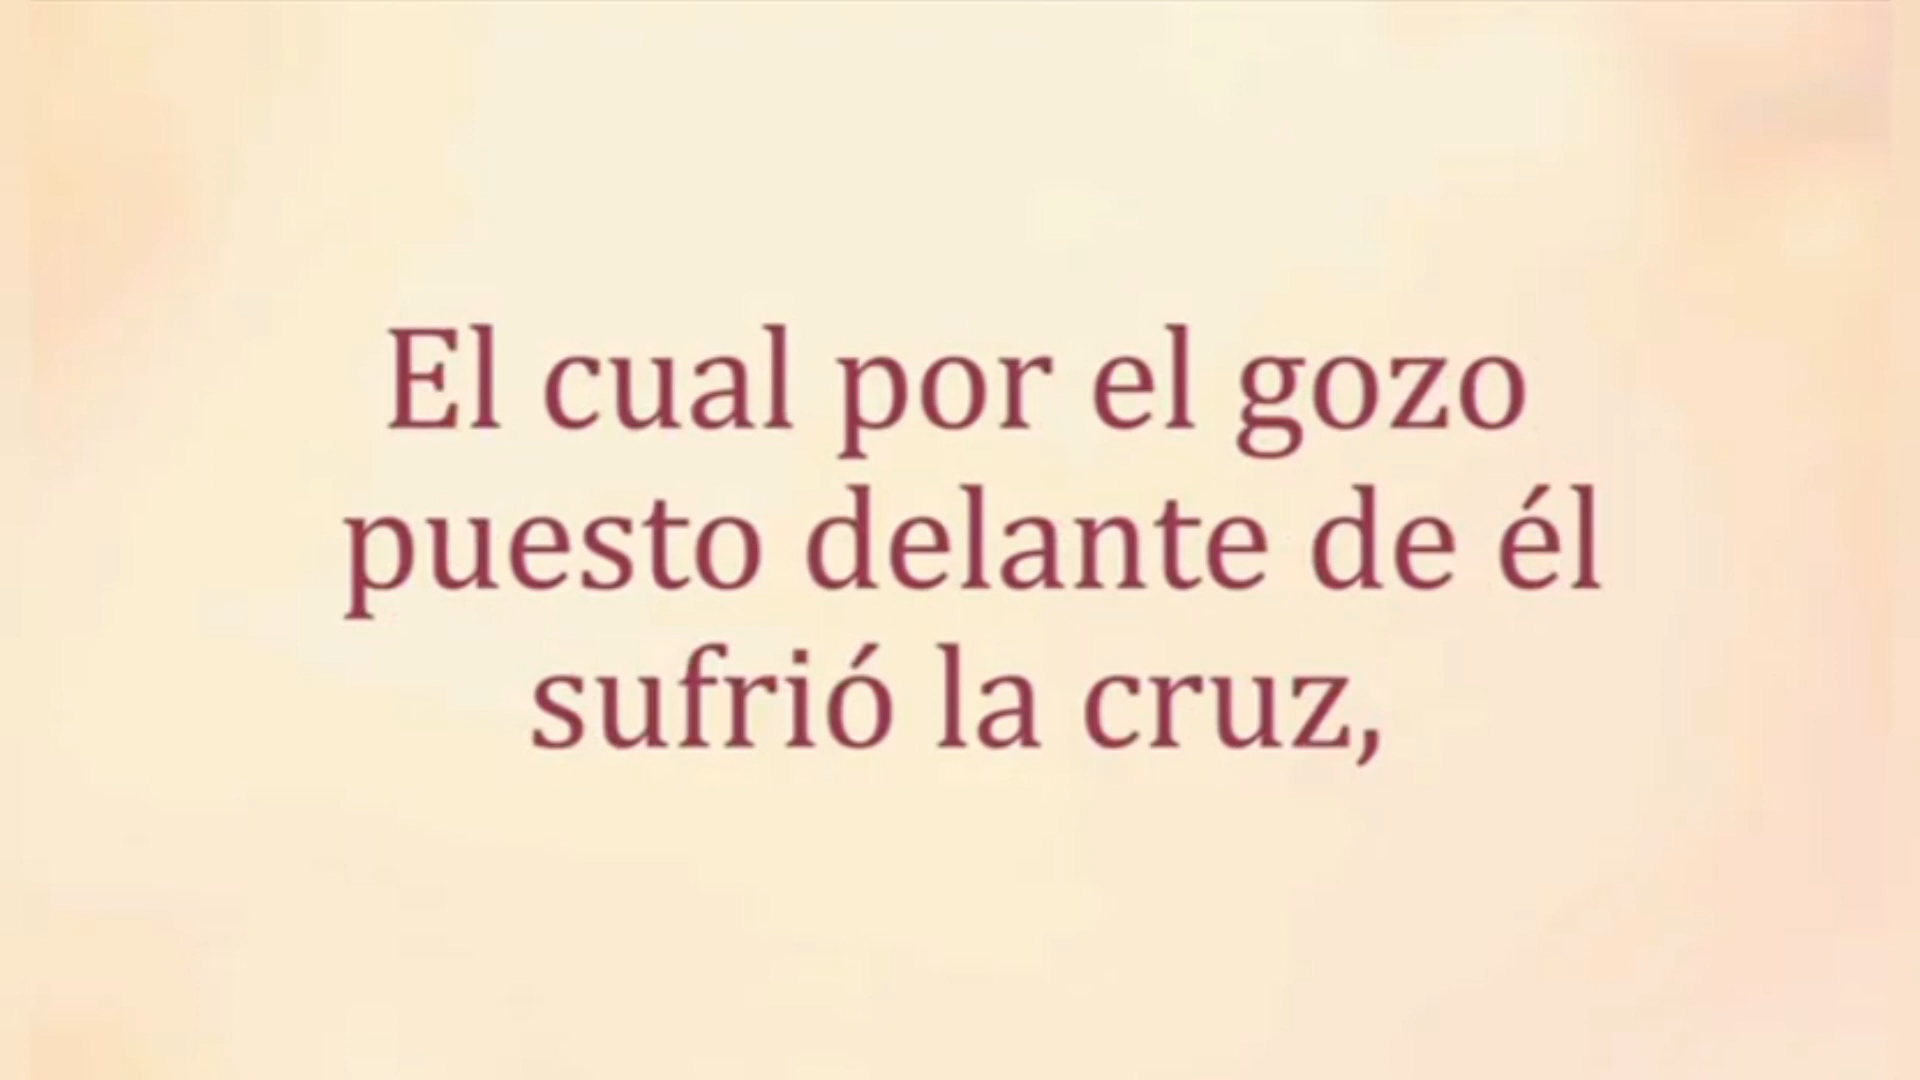 El cual por el gozo
puesto delante de él
sufrió la cruz,